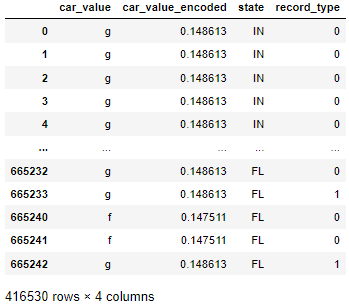 car_value car_value_encoded state record_type
0 g 0.148613 IN 0
1 g 0.148613 IN 0
2 g 0.148613 IN 0
3 g 0.148613 IN 0
4 g 0.148613 IN 0
... ... ... ... ...
665232 g 0.148613 FL 0
665233 g 0.148613 FL 1
665240 f 0.147511 FL 0
665241 f 0.147511 FL 0
665242 g 0.148613 FL 1
416530 rows × 4 columns